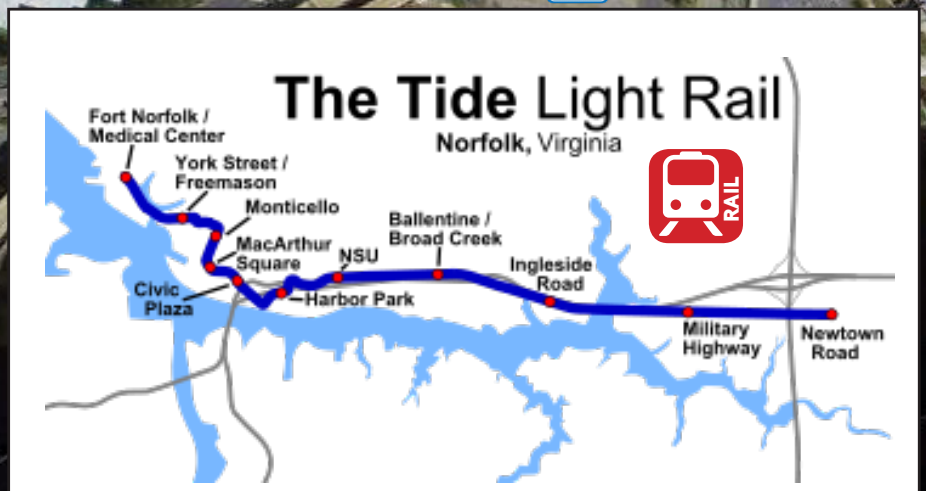 The Tide Light Rail
Norfolk, Virginia
RAIL
Fort Norfolk /
Medical Center
York Street /
Freemason
Monticello
MacArthur
Square
Civic
Plaza
Harbor Park
NSU
Ballentine /
Broad Creek
Ingleside
Road
Military
Highway
Newtown
Road